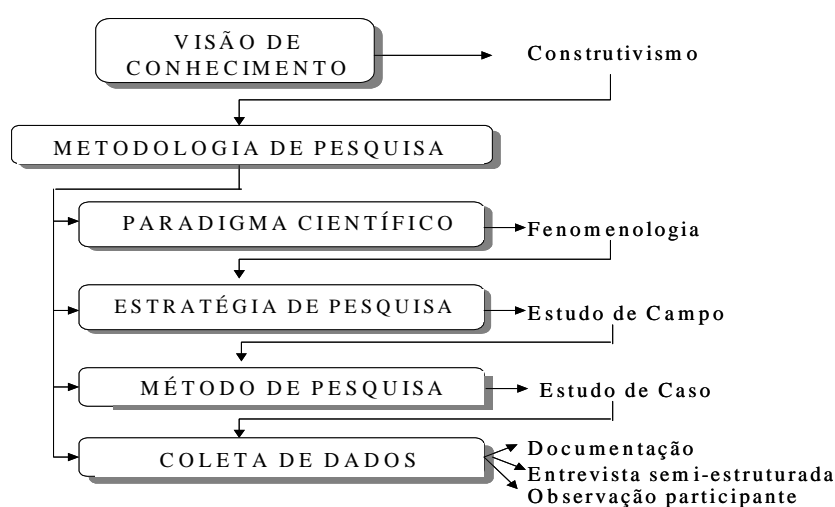 VISÃO DE
CONHECIMENTO
Construtivismo
METODOLOGIA DE PESQUISA
PARADIGMA CIENTÍFICO
Fenomenologia
ESTRATÉGIA DE PESQUISA
Estudo de Campo
MÉTODO DE PESQUISA
Estudo de Caso
COLETA DE DADOS
Documentação
Entrevista semi-estruturada
Observação participante